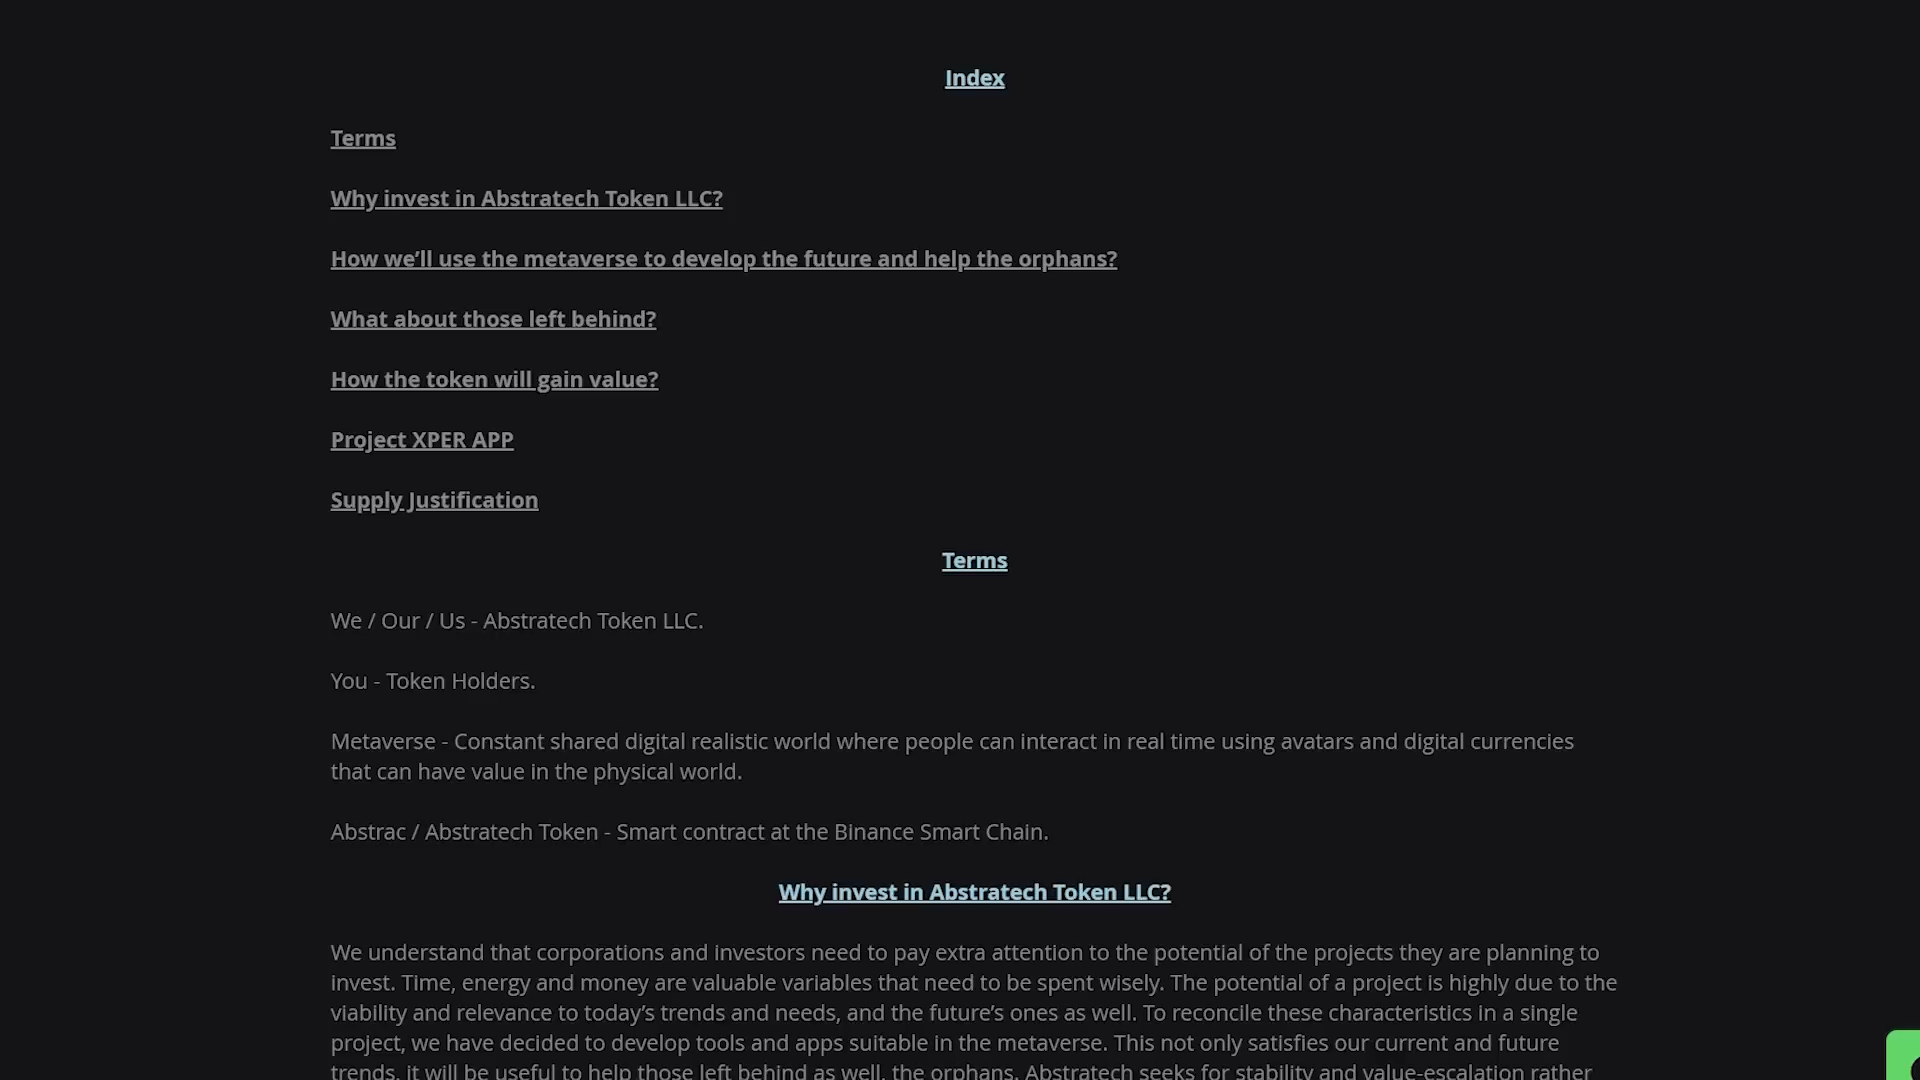 Index
Terms
Why invest in Abstratech Token LLC?
How we’ll use the metaverse to develop the future and help the orphans?
What about those left behind?
How the token will gain value?
Project XPER APP
Supply Justification
Terms
We / Our / Us - Abstratech Token LLC.
You - Token Holders.
Metaverse - Constant shared digital realistic world where people can interact in real time using avatars and digital currencies
that can have value in the physical world.
Abstrac / Abstratech Token - Smart contract at the Binance Smart Chain.
Why invest in Abstratech Token LLC?
We understand that corporations and investors need to pay extra attention to the potential of the projects they are planning to
invest. Time, energy and money are valuable variables that need to be spent wisely. The potential of a project is highly due to the
viability and relevance to today’s trends and needs, and the future’s ones as well. To reconcile these characteristics in a single
project, we have decided to develop tools and apps suitable in the metaverse. This not only satisfies our current and future
trends, it will be useful to help those left behind as well, the orphans. Abstratech seeks for stability and value-escalation rather